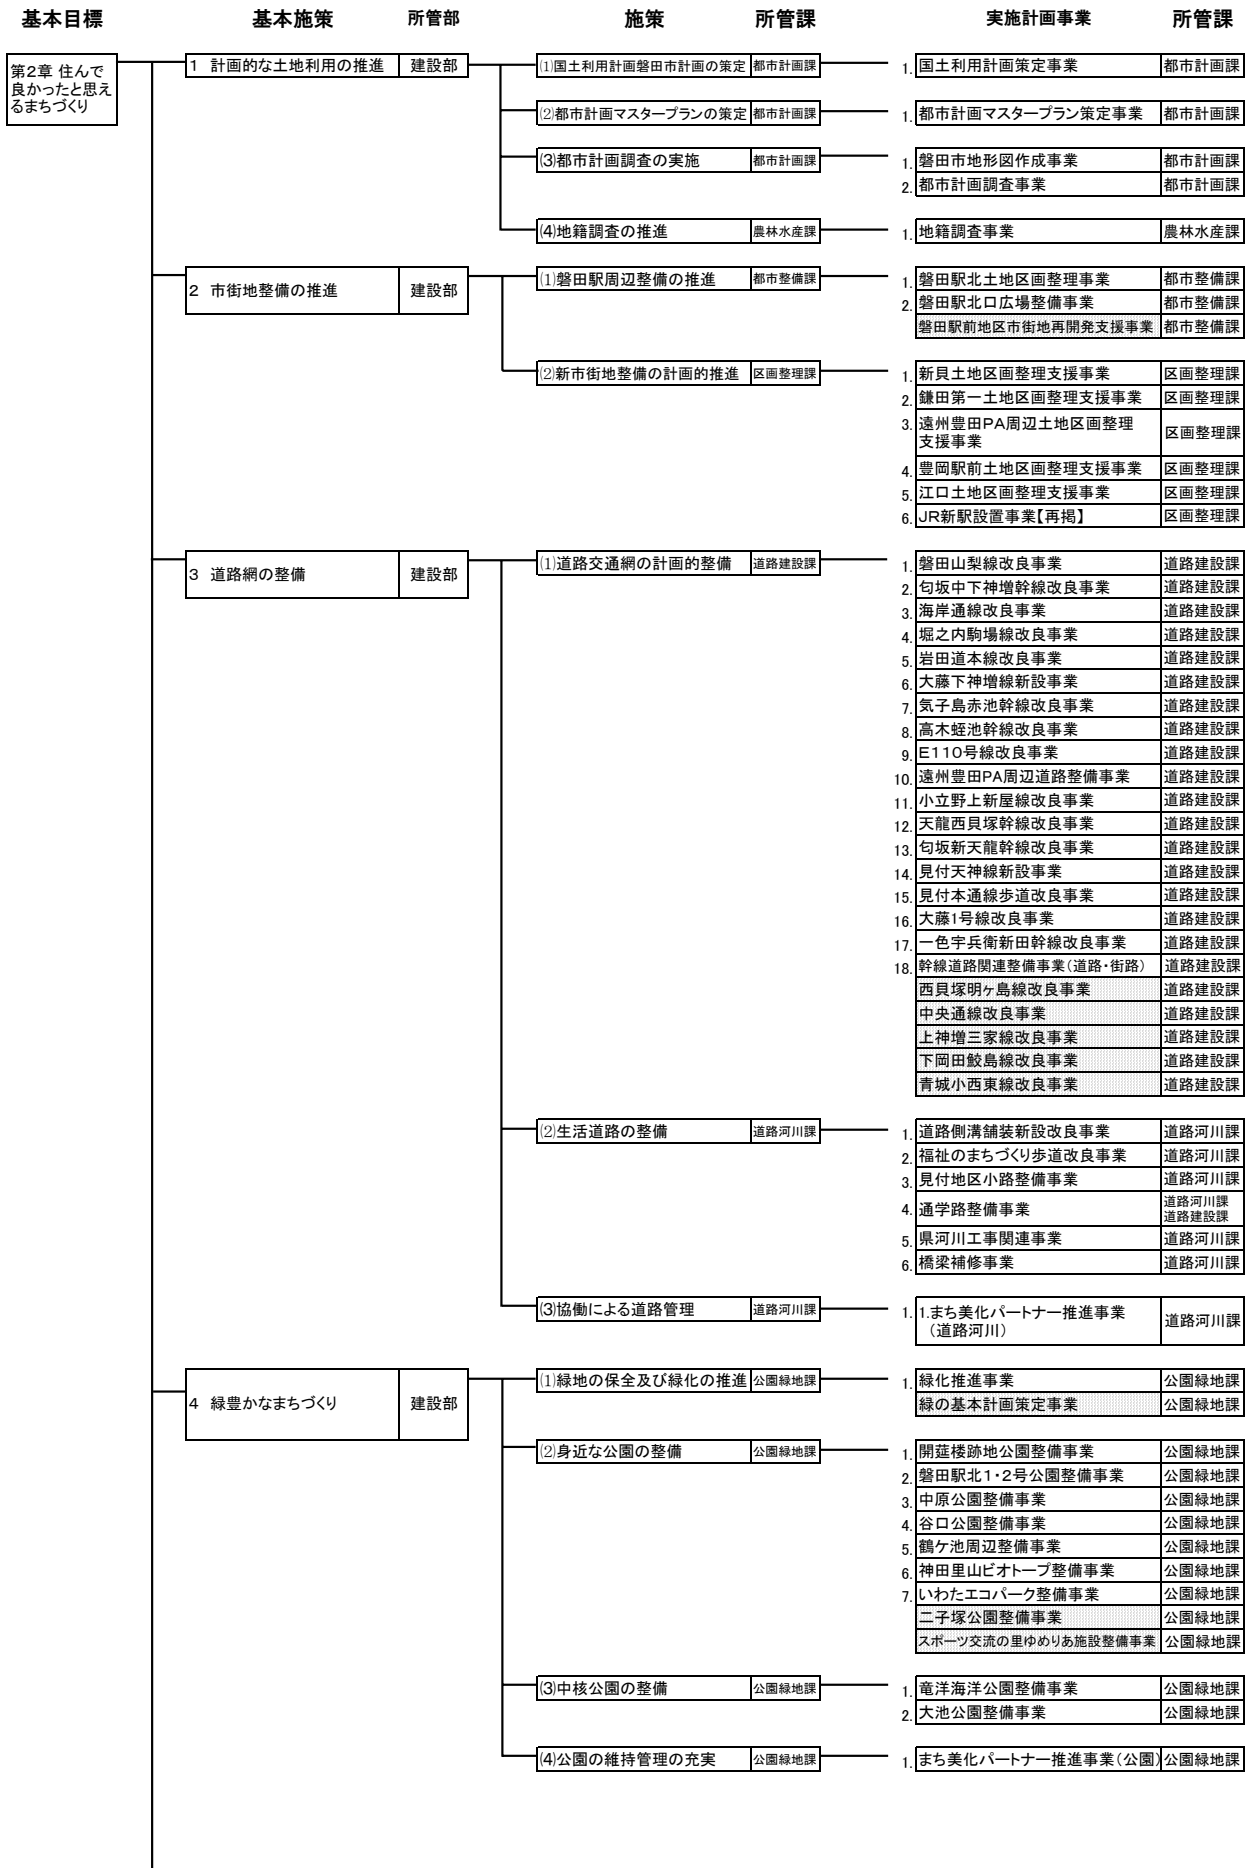 基本目標 基本施策 所管部 施策 所管課 実施計画事業 所管課
第2章 住んで
良かったと思え
るまちづくり
1 計画的な土地利用の推進 建設部
⑴国土利用計画磐田市計画の策定 都市計画課
1. 国土利用計画策定事業 都市計画課
⑵都市計画マスタープランの策定 都市計画課
1. 都市計画マスタープラン策定事業 都市計画課
⑶都市計画調査の実施 都市計画課
1. 磐田市地形図作成事業 都市計画課
2. 都市計画調査事業 都市計画課
⑷地籍調査の推進 農林水産課
1. 地籍調査事業 農林水産課
2 市街地整備の推進 建設部
⑴磐田駅周辺整備の推進 都市整備課
1. 磐田駅北土地区画整理事業 都市整備課
2. 磐田駅北口広場整備事業 都市整備課
磐田駅前地区市街地再開発支援事業 都市整備課
⑵新市街地整備の計画的推進 区画整理課
1. 新貝土地区画整理支援事業 区画整理課
2. 鎌田第一土地区画整理支援事業 区画整理課
3. 遠州豊田PA周辺土地区画整理
支援事業 区画整理課
4. 豊岡駅前土地区画整理支援事業 区画整理課
5. 江口土地区画整理支援事業 区画整理課
6. JR新駅設置事業【再掲】 区画整理課
3 道路網の整備 建設部
⑴道路交通網の計画的整備 道路建設課
1. 磐田山梨線改良事業 道路建設課
2. 匂坂中下神増幹線改良事業 道路建設課
3. 海岸通線改良事業 道路建設課
4. 堀之内駒場線改良事業 道路建設課
5. 岩田道本線改良事業 道路建設課
6. 大藤下神増線新設事業 道路建設課
7. 気子島赤池幹線改良事業 道路建設課
8. 高木蛭池幹線改良事業 道路建設課
9. E110号線改良事業 道路建設課
10. 遠州豊田PA周辺道路整備事業 道路建設課
11. 小立野上新屋線改良事業 道路建設課
12. 天龍西貝塚幹線改良事業 道路建設課
13. 匂坂新天龍幹線改良事業 道路建設課
14. 見付天神線新設事業 道路建設課
15. 見付本通線歩道改良事業 道路建設課
16. 大藤1号線改良事業 道路建設課
17. 一色宇兵衛新田幹線改良事業 道路建設課
18. 幹線道路関連整備事業(道路・街路) 道路建設課
西貝塚明ヶ島線改良事業 道路建設課
中央通線改良事業 道路建設課
上神増三家線改良事業 道路建設課
下岡田鮫島線改良事業 道路建設課
青城小西東線改良事業 道路建設課
⑵生活道路の整備 道路河川課
1. 道路側溝舗装新設改良事業 道路河川課
2. 福祉のまちづくり歩道改良事業 道路河川課
3. 見付地区小路整備事業 道路河川課
4. 通学路整備事業 道路河川課
道路建設課
5. 県河川工事関連事業 道路河川課
6. 橋梁補修事業 道路河川課
⑶協働による道路管理 道路河川課
1. 1.まち美化パートナー推進事業
(道路河川) 道路河川課
4 緑豊かなまちづくり 建設部
⑴緑地の保全及び緑化の推進 公園緑地課
1. 緑化推進事業 公園緑地課
緑の基本計画策定事業 公園緑地課
⑵身近な公園の整備 公園緑地課
1. 開莚楼跡地公園整備事業 公園緑地課
2. 磐田駅北1・2号公園整備事業 公園緑地課
3. 中原公園整備事業 公園緑地課
4. 谷口公園整備事業 公園緑地課
5. 鶴ケ池周辺整備事業 公園緑地課
6. 神田里山ビオトープ整備事業 公園緑地課
7. いわたエコパーク整備事業 公園緑地課
二子塚公園整備事業 公園緑地課
スポーツ交流の里ゆめりあ施設整備事業 公園緑地課
⑶中核公園の整備 公園緑地課
1. 竜洋海洋公園整備事業 公園緑地課
2. 大池公園整備事業 公園緑地課
⑷公園の維持管理の充実 公園緑地課
1. まち美化パートナー推進事業(公園) 公園緑地課